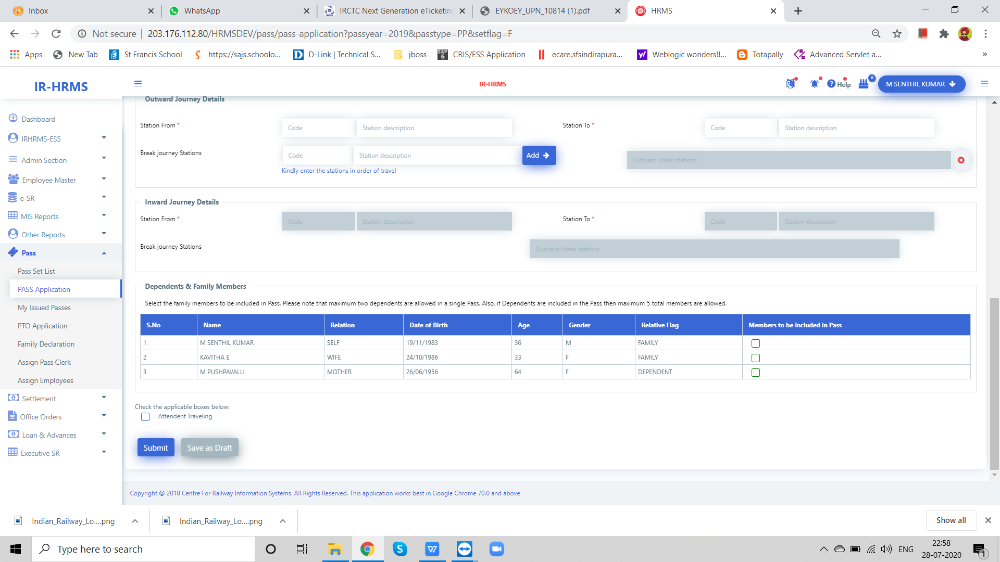 Inbox
WhatsApp
IRCTC Next Generation eTicketing
EYKOEY_UPN_10814 (1).pdf
HRMS
Not secure | 203.176.112.80/HRMSDEV/pass/pass-application?passyear=2019&passtype=PP&setflag=F
Apps
New Tab
St Francis School
https://sajs.schoolo...
D-Link | Technical S...
jboss
CRIS/ESS Application
ecare.sfsindirapura...
Weblogic wonders!!...
Totapally
Advanced Servlet a...
»
IR-HRMS
IR-HRMS
Help
0
M SENTHIL KUMAR
Dashboard
IRHRMS-ESS
Admin Section
Employee Master
e-SR
MIS Reports
Other Reports
Pass
Pass Set List
PASS Application
My Issued Passes
PTO Application
Family Declaration
Assign Pass Clerk
Assign Employees
Settlement
Office Orders
Loan & Advances
Executive SR
Outward Journey Details
Station From * Code Station description Station To * Code Station description
Break journey Stations Code Station description Add Outward Break stations
Kindly enter the stations in order of travel
Inward Journey Details
Station From * Code Station description Station To * Code Station description
Break journey Stations Outward Break stations
Dependents & Family Members
Select the family members to be included in Pass. Please note that maximum two dependents are allowed in a single Pass. Also, if Dependents are included in the Pass then maximum 5 total members are allowed.
S.No Name Relation Date of Birth Age Gender Relative Flag Members to be included in Pass
1 M SENTHIL KUMAR SELF 19/11/1983 36 M FAMILY
2 KAVITHA E WIFE 24/10/1986 33 F FAMILY
3 M PUSHPAVALLI MOTHER 26/06/1956 64 F DEPENDENT
Check the applicable boxes below:
Attendent Traveling
Submit Save as Draft
Copyright @ 2018 Centre For Railway Information Systems. All Rights Reserved. This application works best in Google Chrome 70.0 and above
Indian_Railway_Lo....png
Indian_Railway_Lo....png
Show all
Type here to search
ENG
22:58
28-07-2020
1